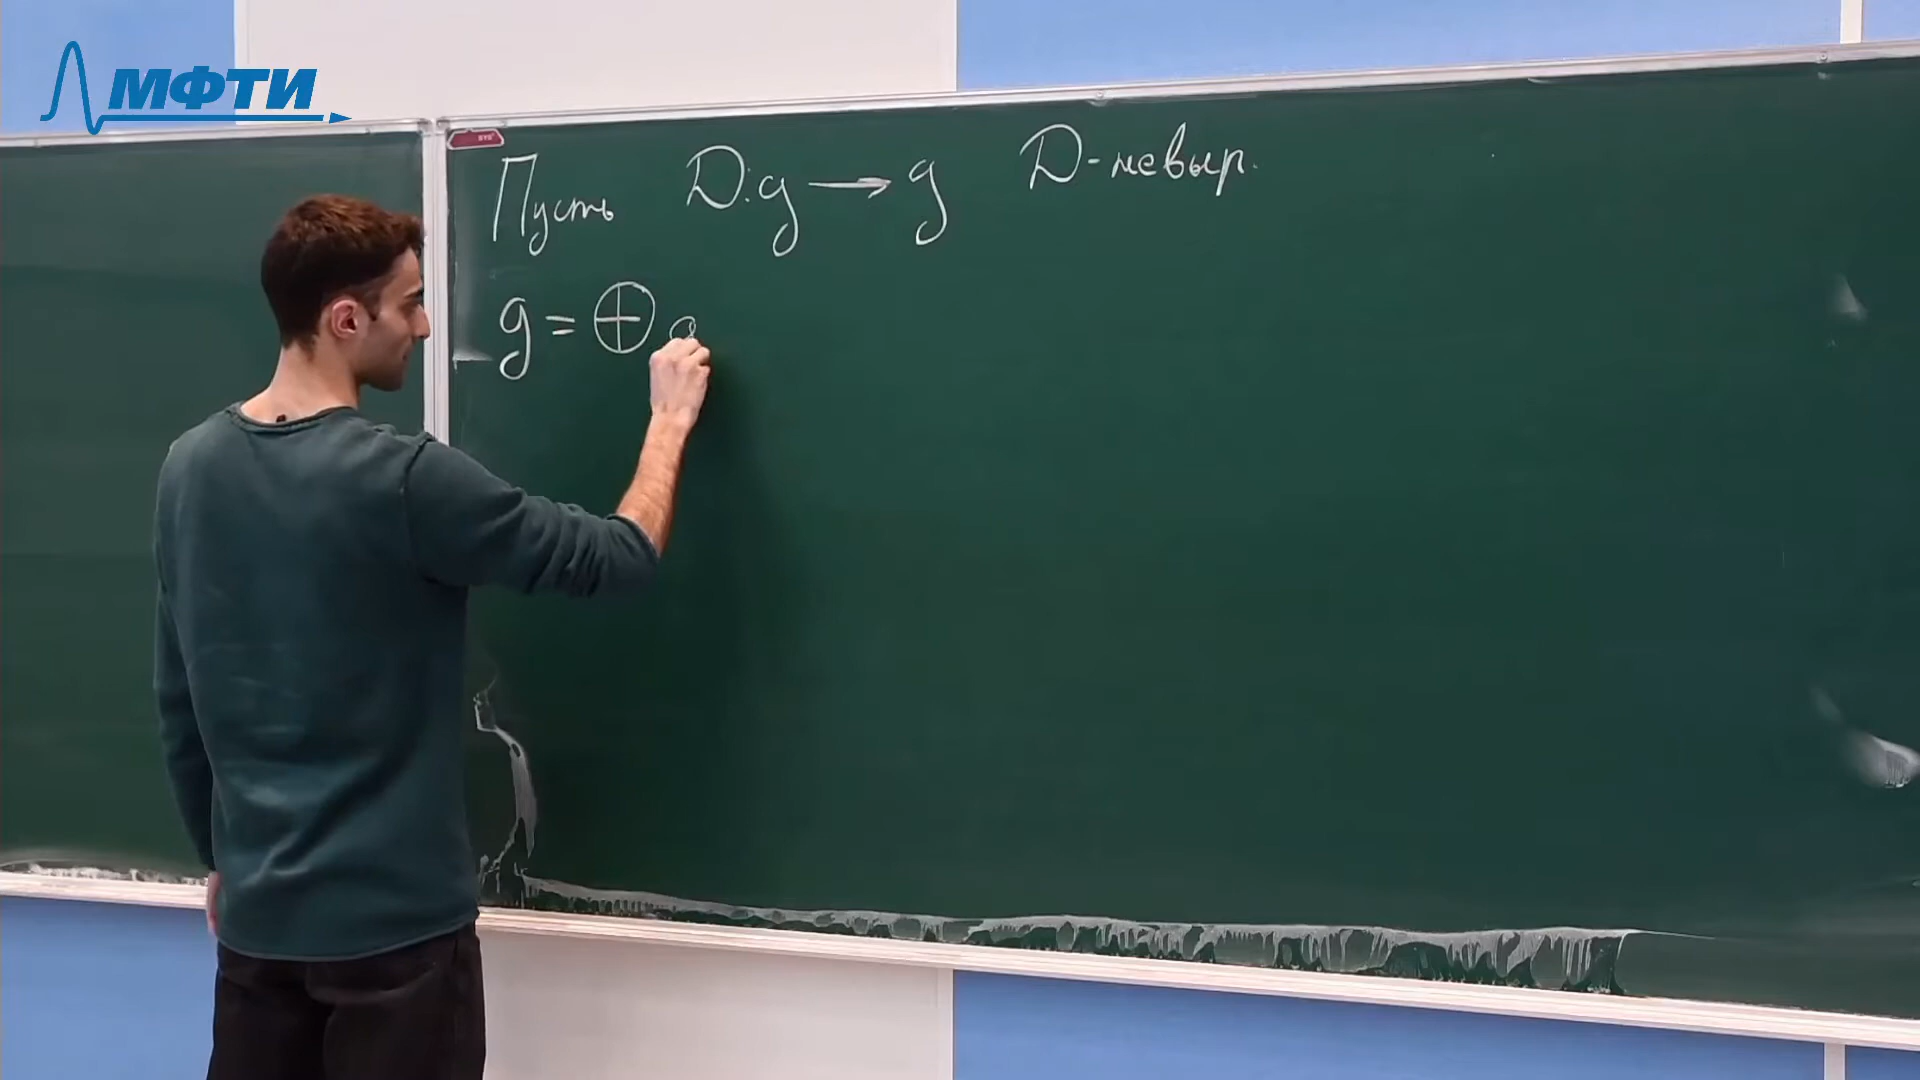 МФТИ
Пусть D: g → g D-невыр.
g = ⊕ g